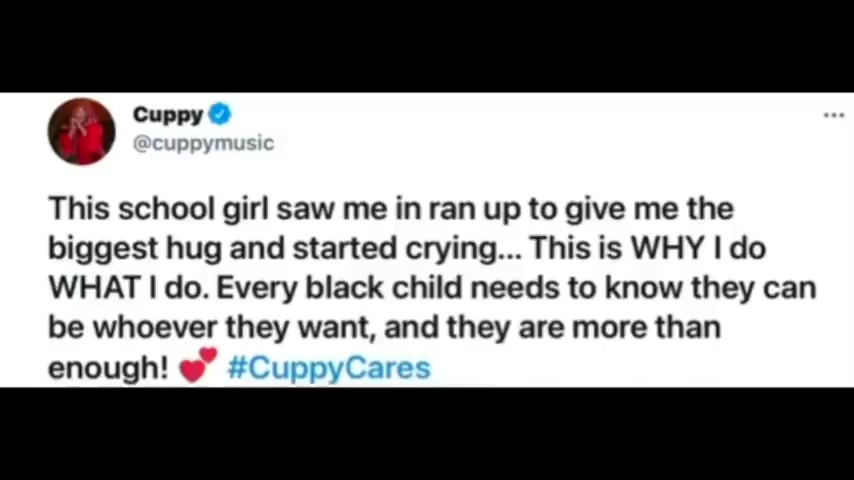 Cuppy
@cuppymusic
This school girl saw me in ran up to give me the
biggest hug and started crying... This is WHY I do
WHAT I do. Every black child needs to know they can
be whoever they want, and they are more than
enough! 💕 #CuppyCares